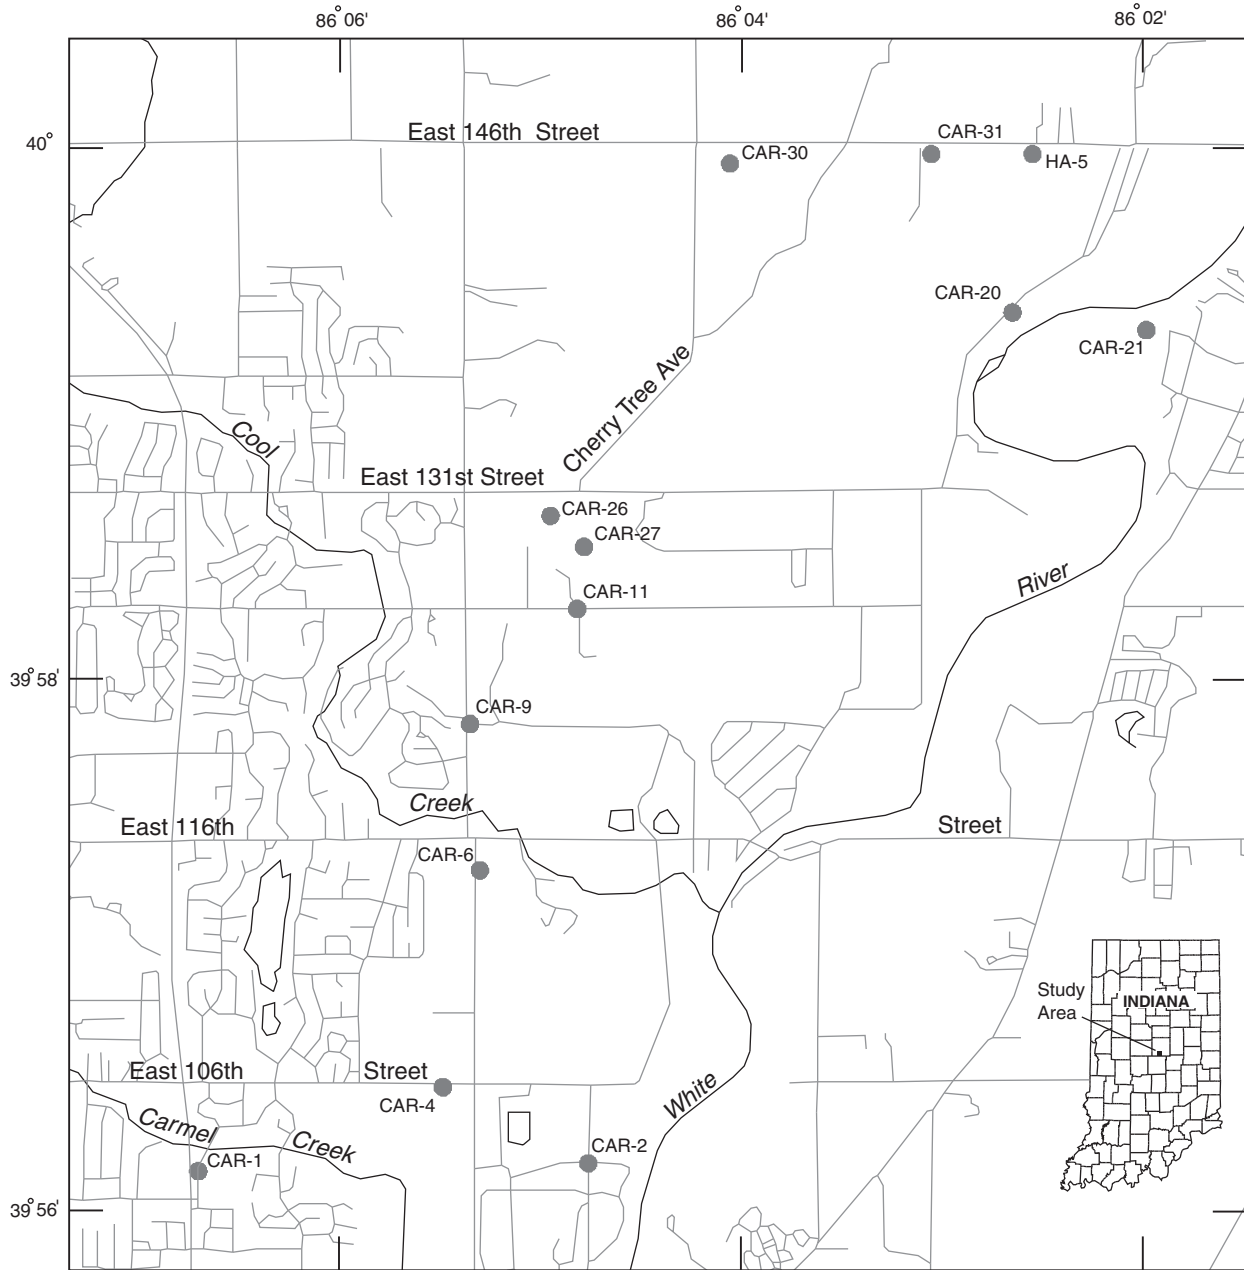 86° 06'
86° 04'
86° 02'
40°
East 146th Street
CAR-31
CAR-30
HA-5
CAR-20
CAR-21
Cherry Tree Ave
Cool
East 131st Street
CAR-26
CAR-27
River
CAR-11
39° 58'
CAR-9
Creek
East 116th
Street
CAR-6
Study
Area
INDIANA
East 106th
Street
White
CAR-4
Carmel
Creek
CAR-2
CAR-1
39° 56'